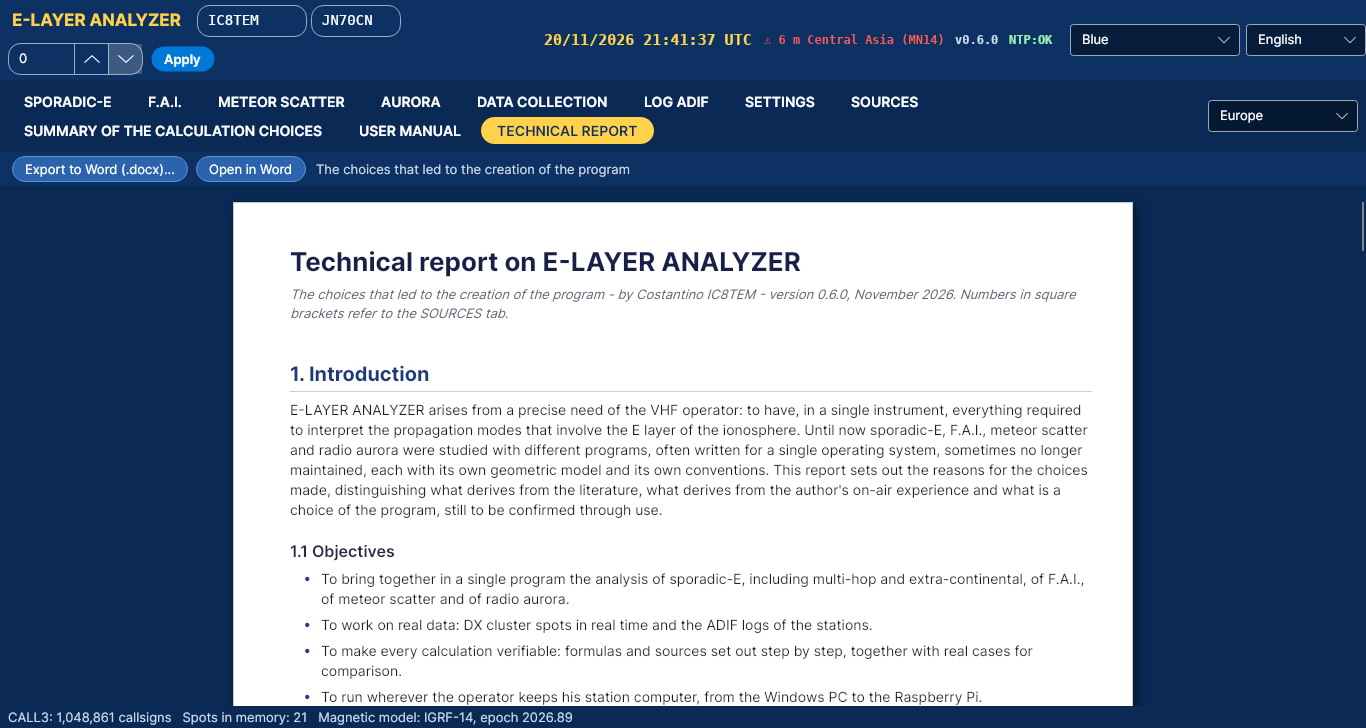 E-LAYER ANALYZER
IC8TEM
JN70CN
0
Apply
20/11/2026 21:41:37 UTC
⚠ 6 m Central Asia (MN14)
v0.6.0
NTP:OK
Blue
English
SPORADIC-E
F.A.I.
METEOR SCATTER
AURORA
DATA COLLECTION
LOG ADIF
SETTINGS
SOURCES
SUMMARY OF THE CALCULATION CHOICES
USER MANUAL
TECHNICAL REPORT
Europe
Export to Word (.docx)...
Open in Word
The choices that led to the creation of the program
Technical report on E-LAYER ANALYZER
The choices that led to the creation of the program - by Costantino IC8TEM - version 0.6.0, November 2026. Numbers in square
brackets refer to the SOURCES tab.
1. Introduction
E-LAYER ANALYZER arises from a precise need of the VHF operator: to have, in a single instrument, everything required
to interpret the propagation modes that involve the E layer of the ionosphere. Until now sporadic-E, F.A.I., meteor scatter
and radio aurora were studied with different programs, often written for a single operating system, sometimes no longer
maintained, each with its own geometric model and its own conventions. This report sets out the reasons for the choices
made, distinguishing what derives from the literature, what derives from the author's on-air experience and what is a
choice of the program, still to be confirmed through use.
1.1 Objectives
• To bring together in a single program the analysis of sporadic-E, including multi-hop and extra-continental, of F.A.I.,
of meteor scatter and of radio aurora.
• To work on real data: DX cluster spots in real time and the ADIF logs of the stations.
• To make every calculation verifiable: formulas and sources set out step by step, together with real cases for
comparison.
• To run wherever the operator keeps his station computer, from the Windows PC to the Raspberry Pi.
CALL3: 1,048,861 callsigns
Spots in memory: 21
Magnetic model: IGRF-14, epoch 2026.89